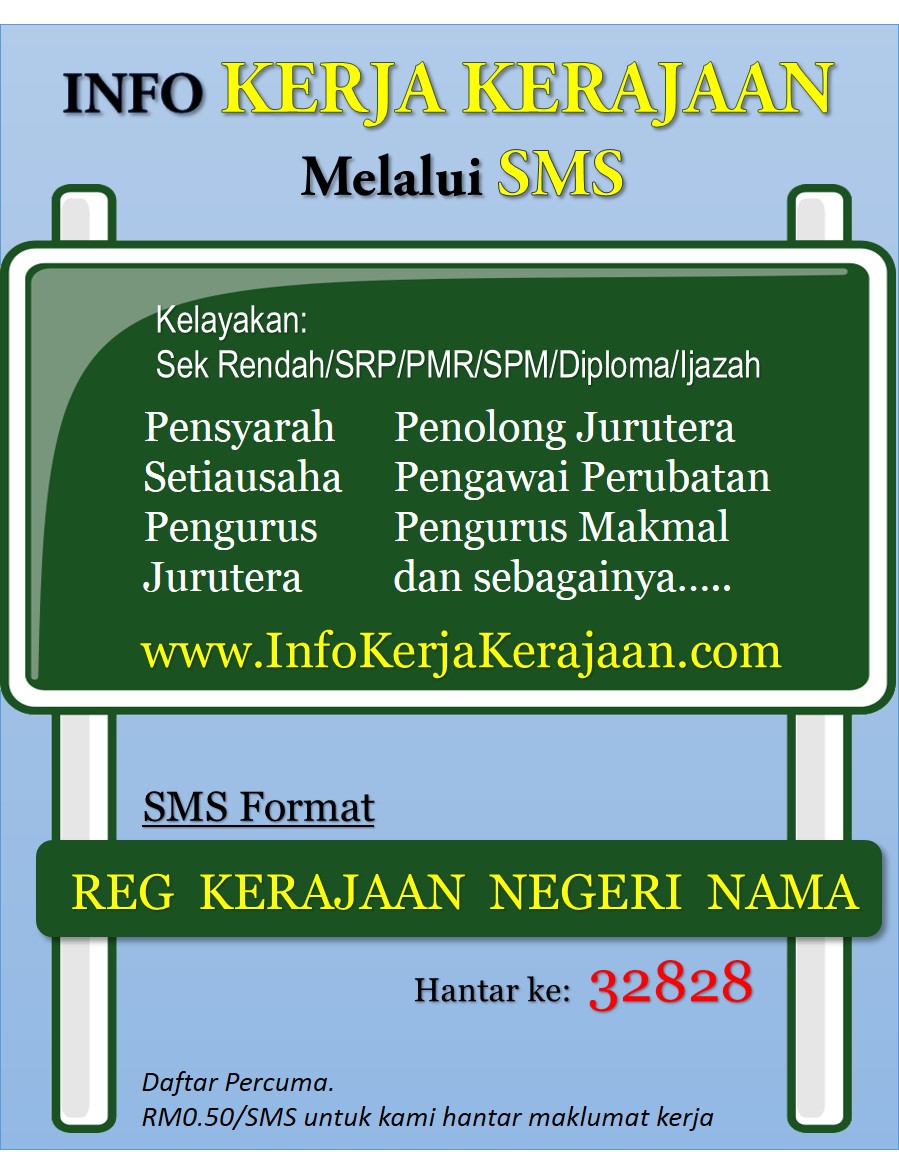 INFO KERJA KERAJAAN
Melalui SMS
Kelayakan:
Sek Rendah/SRP/PMR/SPM/Diploma/Ijazah
Pensyarah Penolong Jurutera
Setiausaha Pengawai Perubatan
Pengurus Pengurus Makmal
Jurutera dan sebagainya.....
www.InfoKerjaKerajaan.com
SMS Format
REG KERAJAAN NEGERI NAMA
Hantar ke: 32828
Daftar Percuma.
RM0.50/SMS untuk kami hantar maklumat kerja